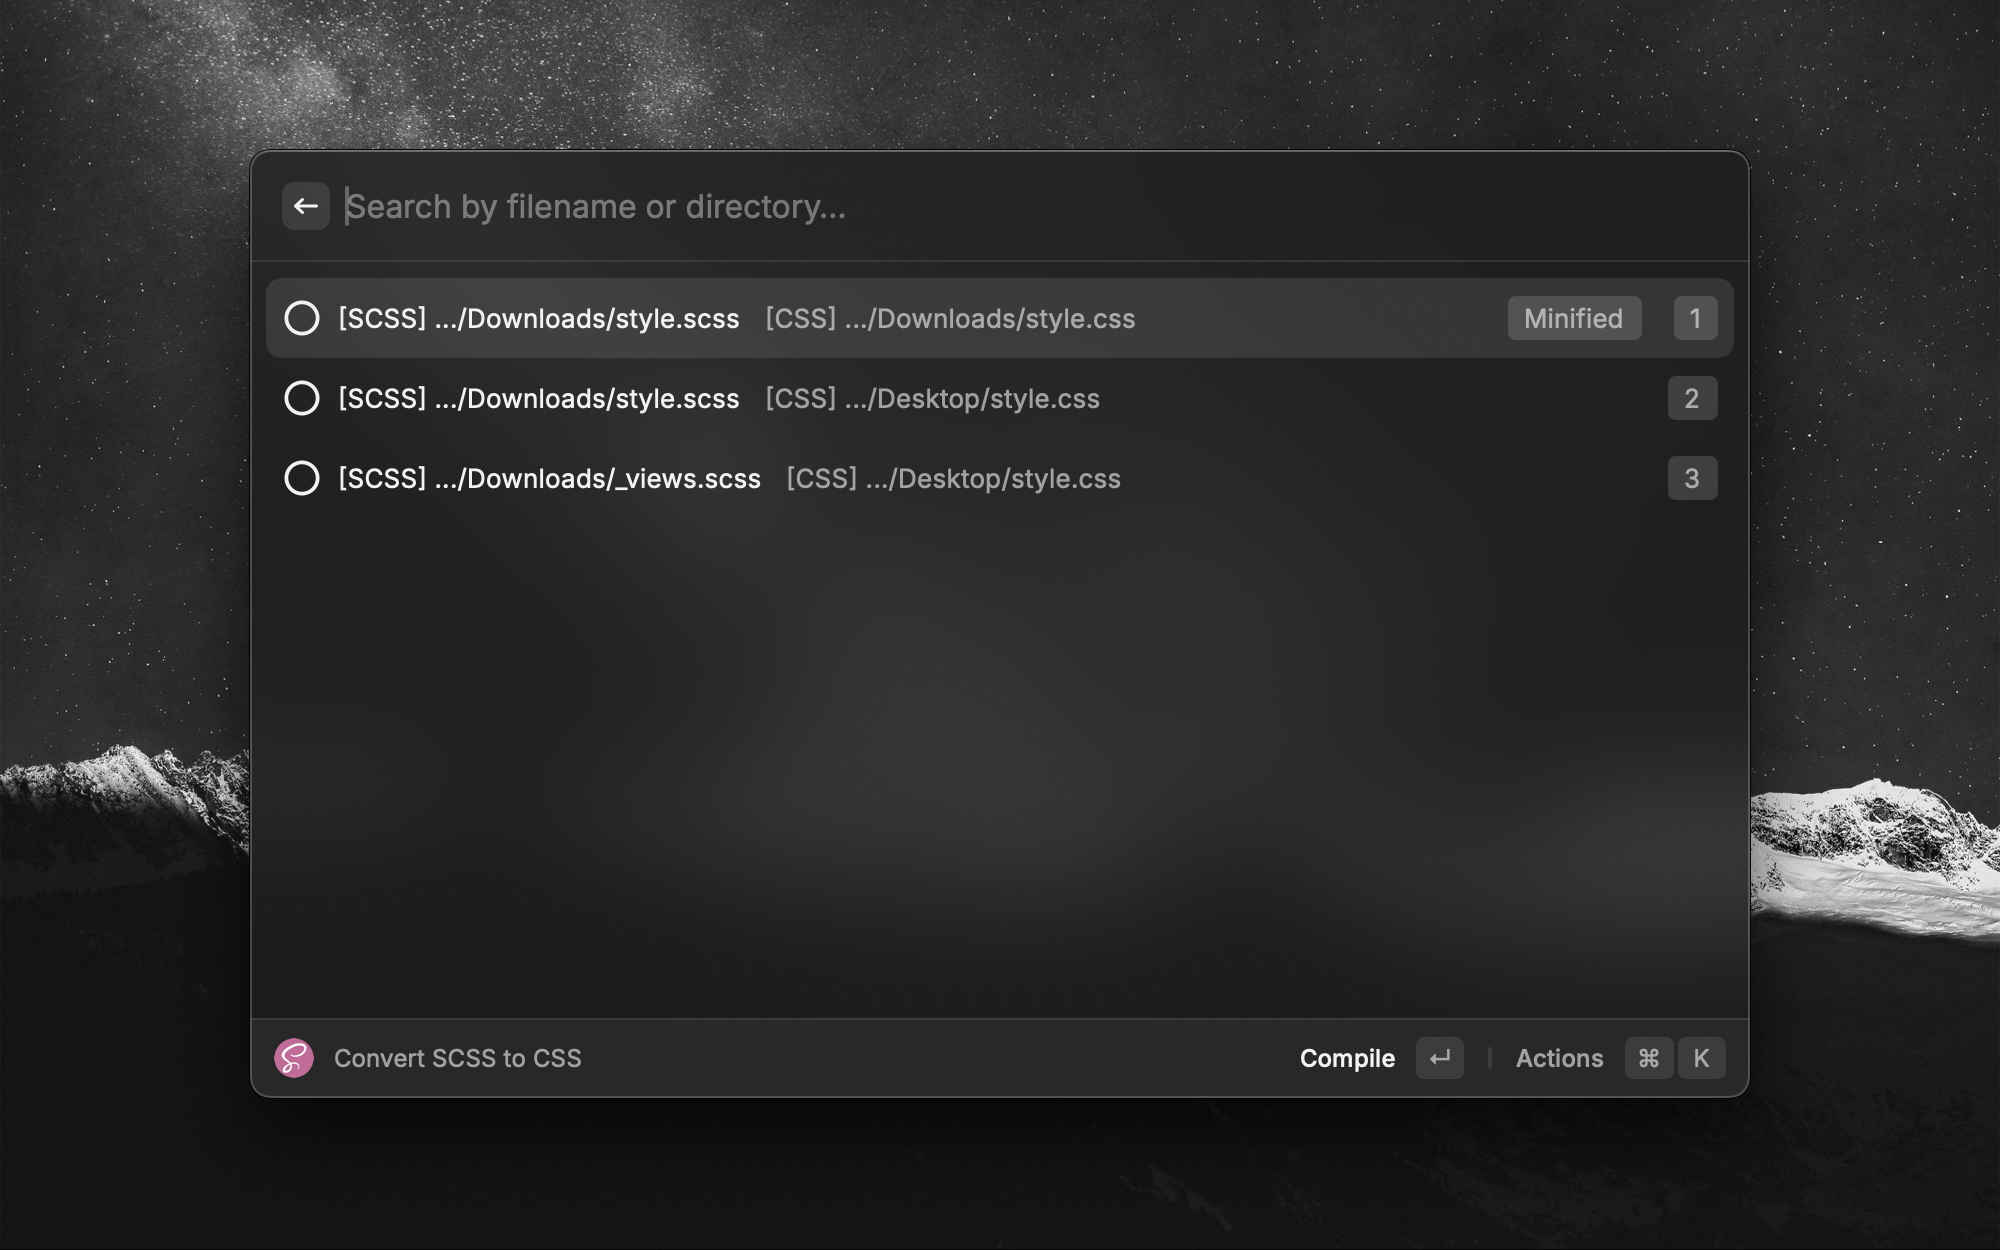 Search by filename or directory...
[SCSS] .../Downloads/style.scss [CSS] .../Downloads/style.css Minified 1
[SCSS] .../Downloads/style.scss [CSS] .../Desktop/style.css 2
[SCSS] .../Downloads/_views.scss [CSS] .../Desktop/style.css 3
Convert SCSS to CSS Compile ↵ Actions ⌘ K